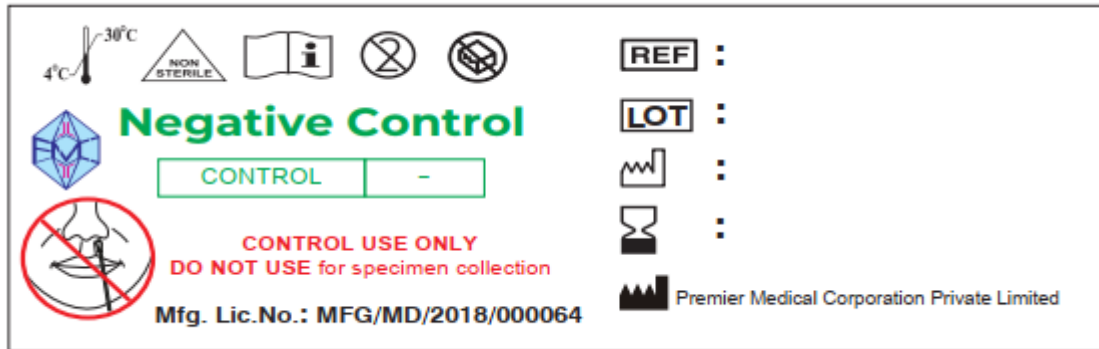 4°C 30°C
NON
STERILE
i
2
Negative Control
CONTROL -
CONTROL USE ONLY
DO NOT USE for specimen collection
Mfg. Lic.No.: MFG/MD/2018/000064
REF :
LOT :
:
:
Premier Medical Corporation Private Limited